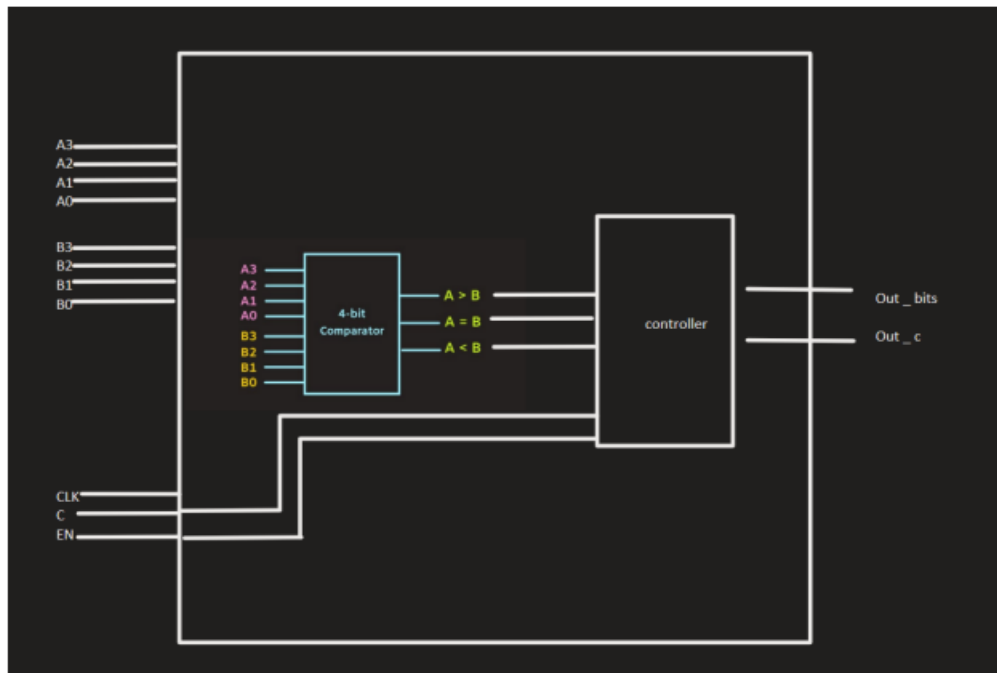 A3
A2
A1
A0
B3
B2
B1
B0
A3
A2
A1
A0
B3
B2
B1
B0
4-bit
Comparator
A > B
A = B
A < B
controller
Out _ bits
Out _ c
CLK
C
EN